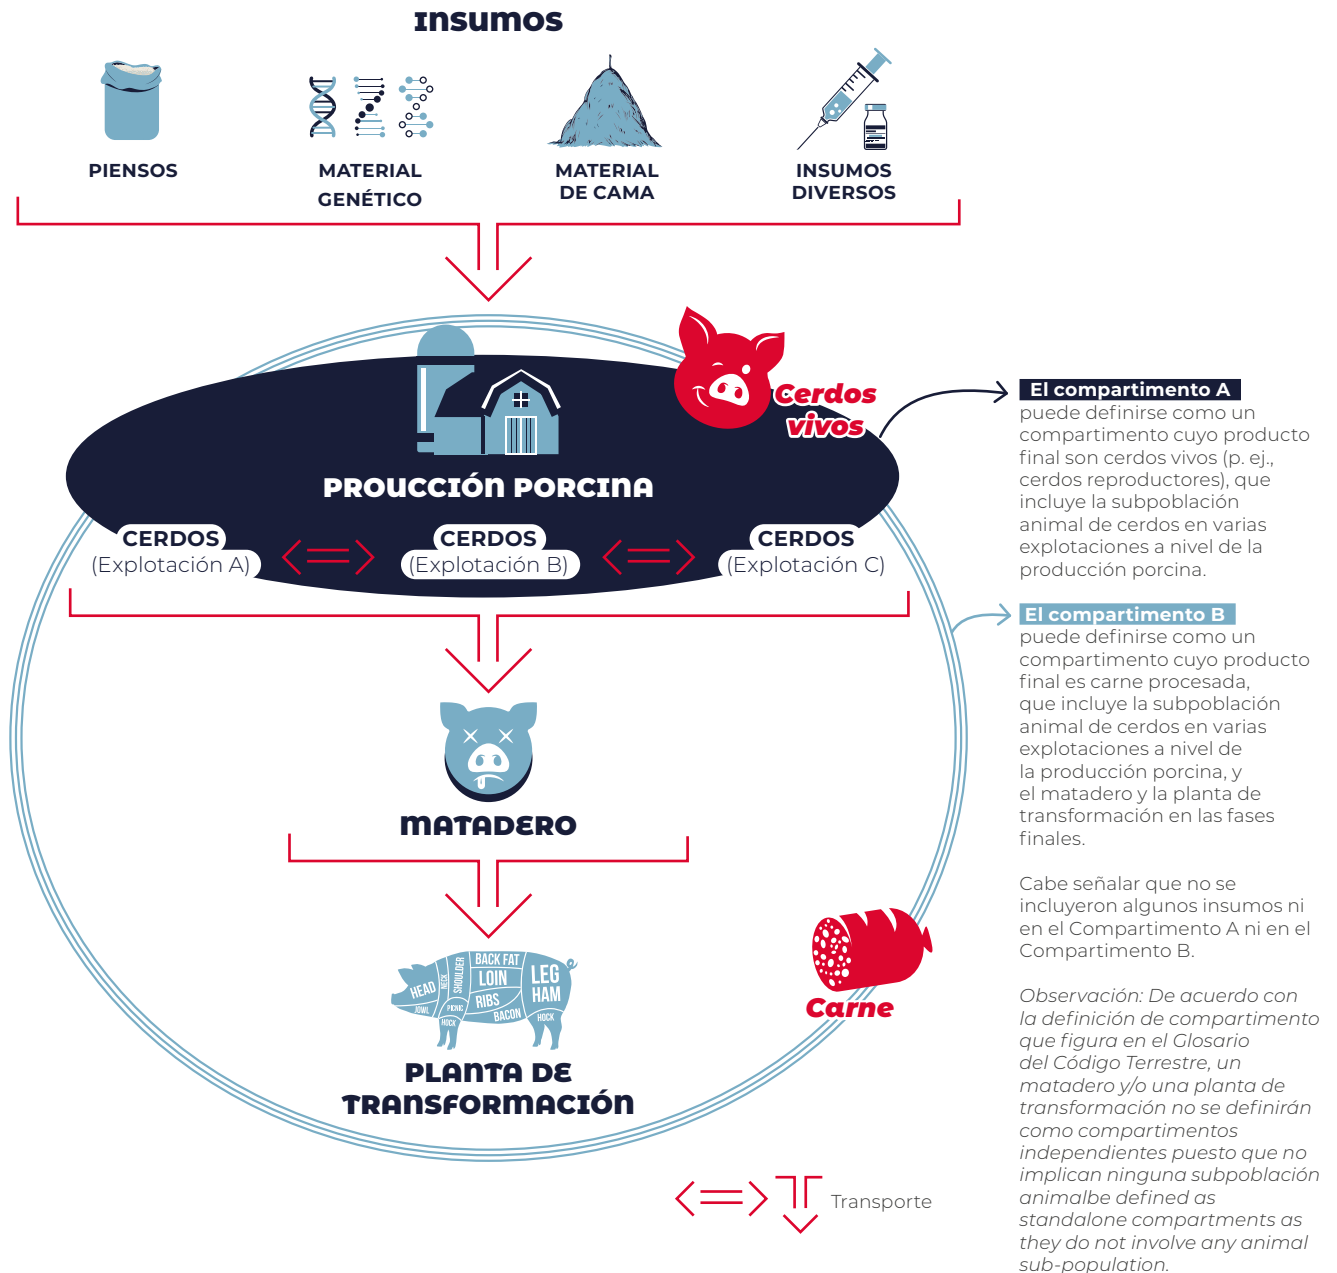 Insumos
PIENSOS
MATERIAL
GENÉTICO
MATERIAL
DE CAMA
INSUMOS
DIVERSOS
Cerdos
vivos
PROUCCIÓN PORCINA
CERDOS
(Explotación A)
CERDOS
(Explotación B)
CERDOS
(Explotación C)
MATADERO
HEAD
JOWL
NECK
SHOULDER
PICNIC
HOCK
BACK FAT
LOIN
RIBS
BACON
LEG
HAM
HOCK
PLANTA DE
TRANSFORMACIÓN
Carne
Transporte
El compartimento A
puede definirse como un
compartimento cuyo producto
final son cerdos vivos (p. ej.,
cerdos reproductores), que
incluye la subpoblación
animal de cerdos en varias
explotaciones a nivel de la
producción porcina.
El compartimento B
puede definirse como un
compartimento cuyo producto
final es carne procesada,
que incluye la subpoblación
animal de cerdos en varias
explotaciones a nivel de
la producción porcina, y
el matadero y la planta de
transformación en las fases
finales.
Cabe señalar que no se
incluyeron algunos insumos ni
en el Compartimento A ni en el
Compartimento B.
Observación: De acuerdo con
la definición de compartimento
que figura en el Glosario
del Código Terrestre, un
matadero y/o una planta de
transformación no se definirán
como compartimentos
independientes puesto que no
implican ninguna subpoblación
animalbe defined as
standalone compartments as
they do not involve any animal
sub-population.